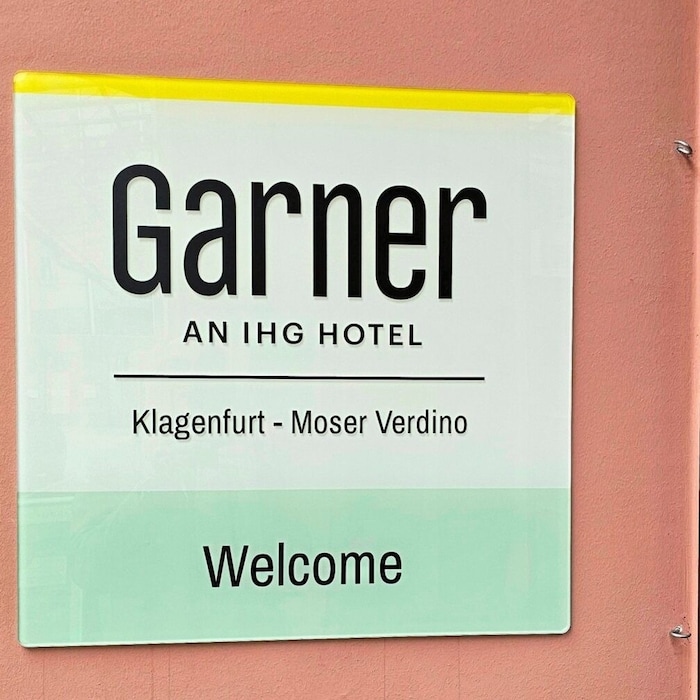 Garner
AN IHG HOTEL
Klagenfurt - Moser Verdino
Welcome